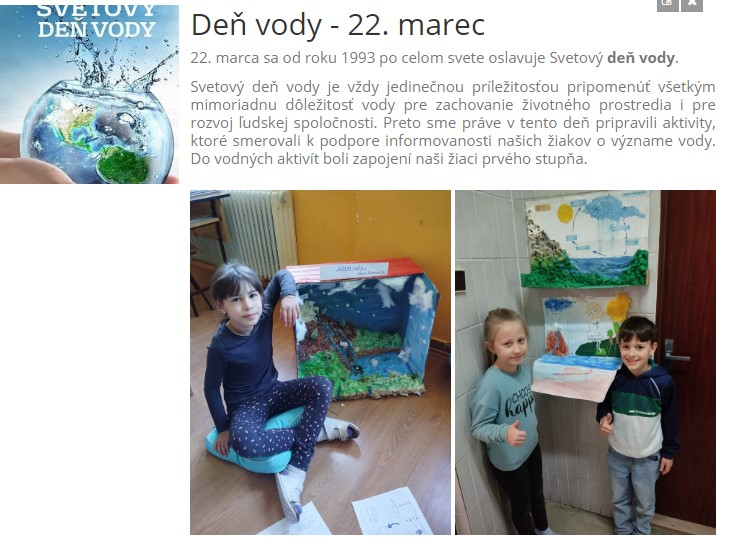 SVETOVÝ
DEŇ VODY
Deň vody - 22. marec
22. marca sa od roku 1993 po celom svete oslavuje Svetový deň vody.
Svetový deň vody je vždy jedinečnou príležitosťou pripomenúť všetkým
mimoriadnu dôležitosť vody pre zachovanie životného prostredia i pre
rozvoj ľudskej spoločnosti. Preto sme práve v tento deň pripravili aktivity,
ktoré smerovali k podpore informovanosti našich žiakov o význame vody.
Do vodných aktivít boli zapojení naši žiaci prvého stupňa.
CHOOSE
happy